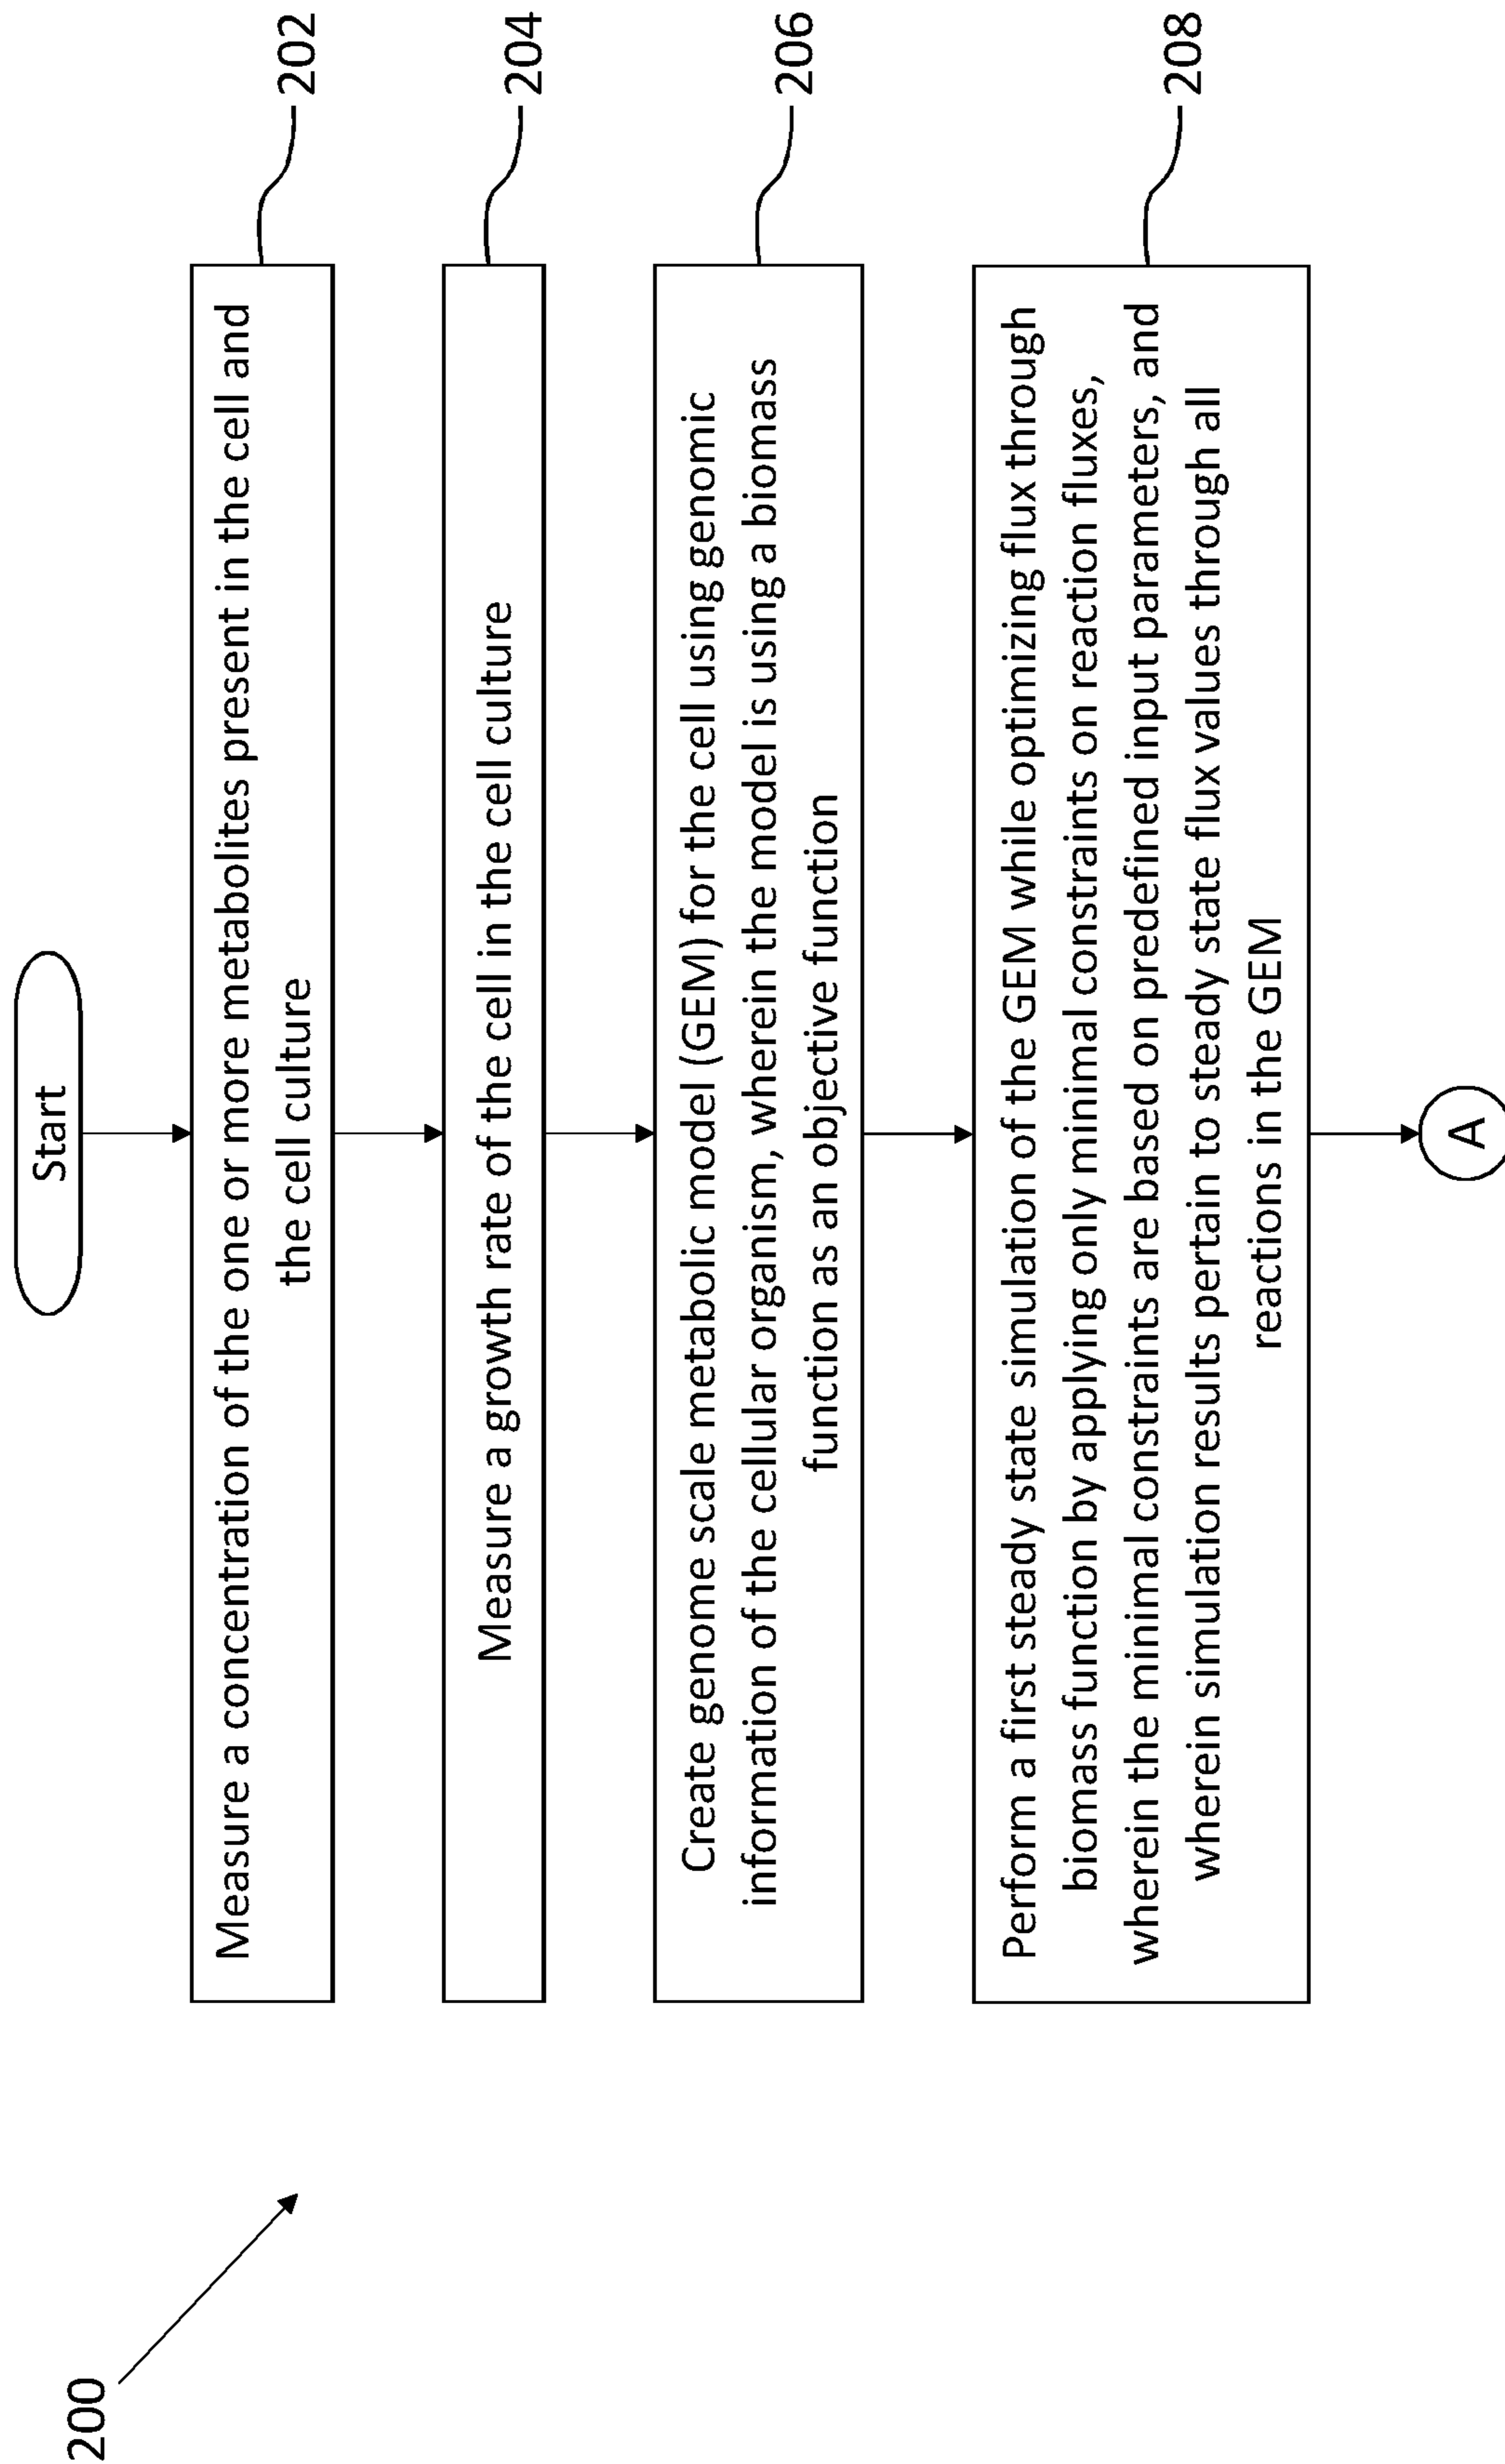 200
Start
Measure a concentration of the one or more metabolites present in the cell and
the cell culture
202
Measure a growth rate of the cell in the cell culture
204
Create genome scale metabolic model (GEM) for the cell using genomic
information of the cellular organism, wherein the model is using a biomass
function as an objective function
206
Perform a first steady state simulation of the GEM while optimizing flux through
biomass function by applying only minimal constraints on reaction fluxes,
wherein the minimal constraints are based on predefined input parameters, and
wherein simulation results pertain to steady state flux values through all
reactions in the GEM
208
A